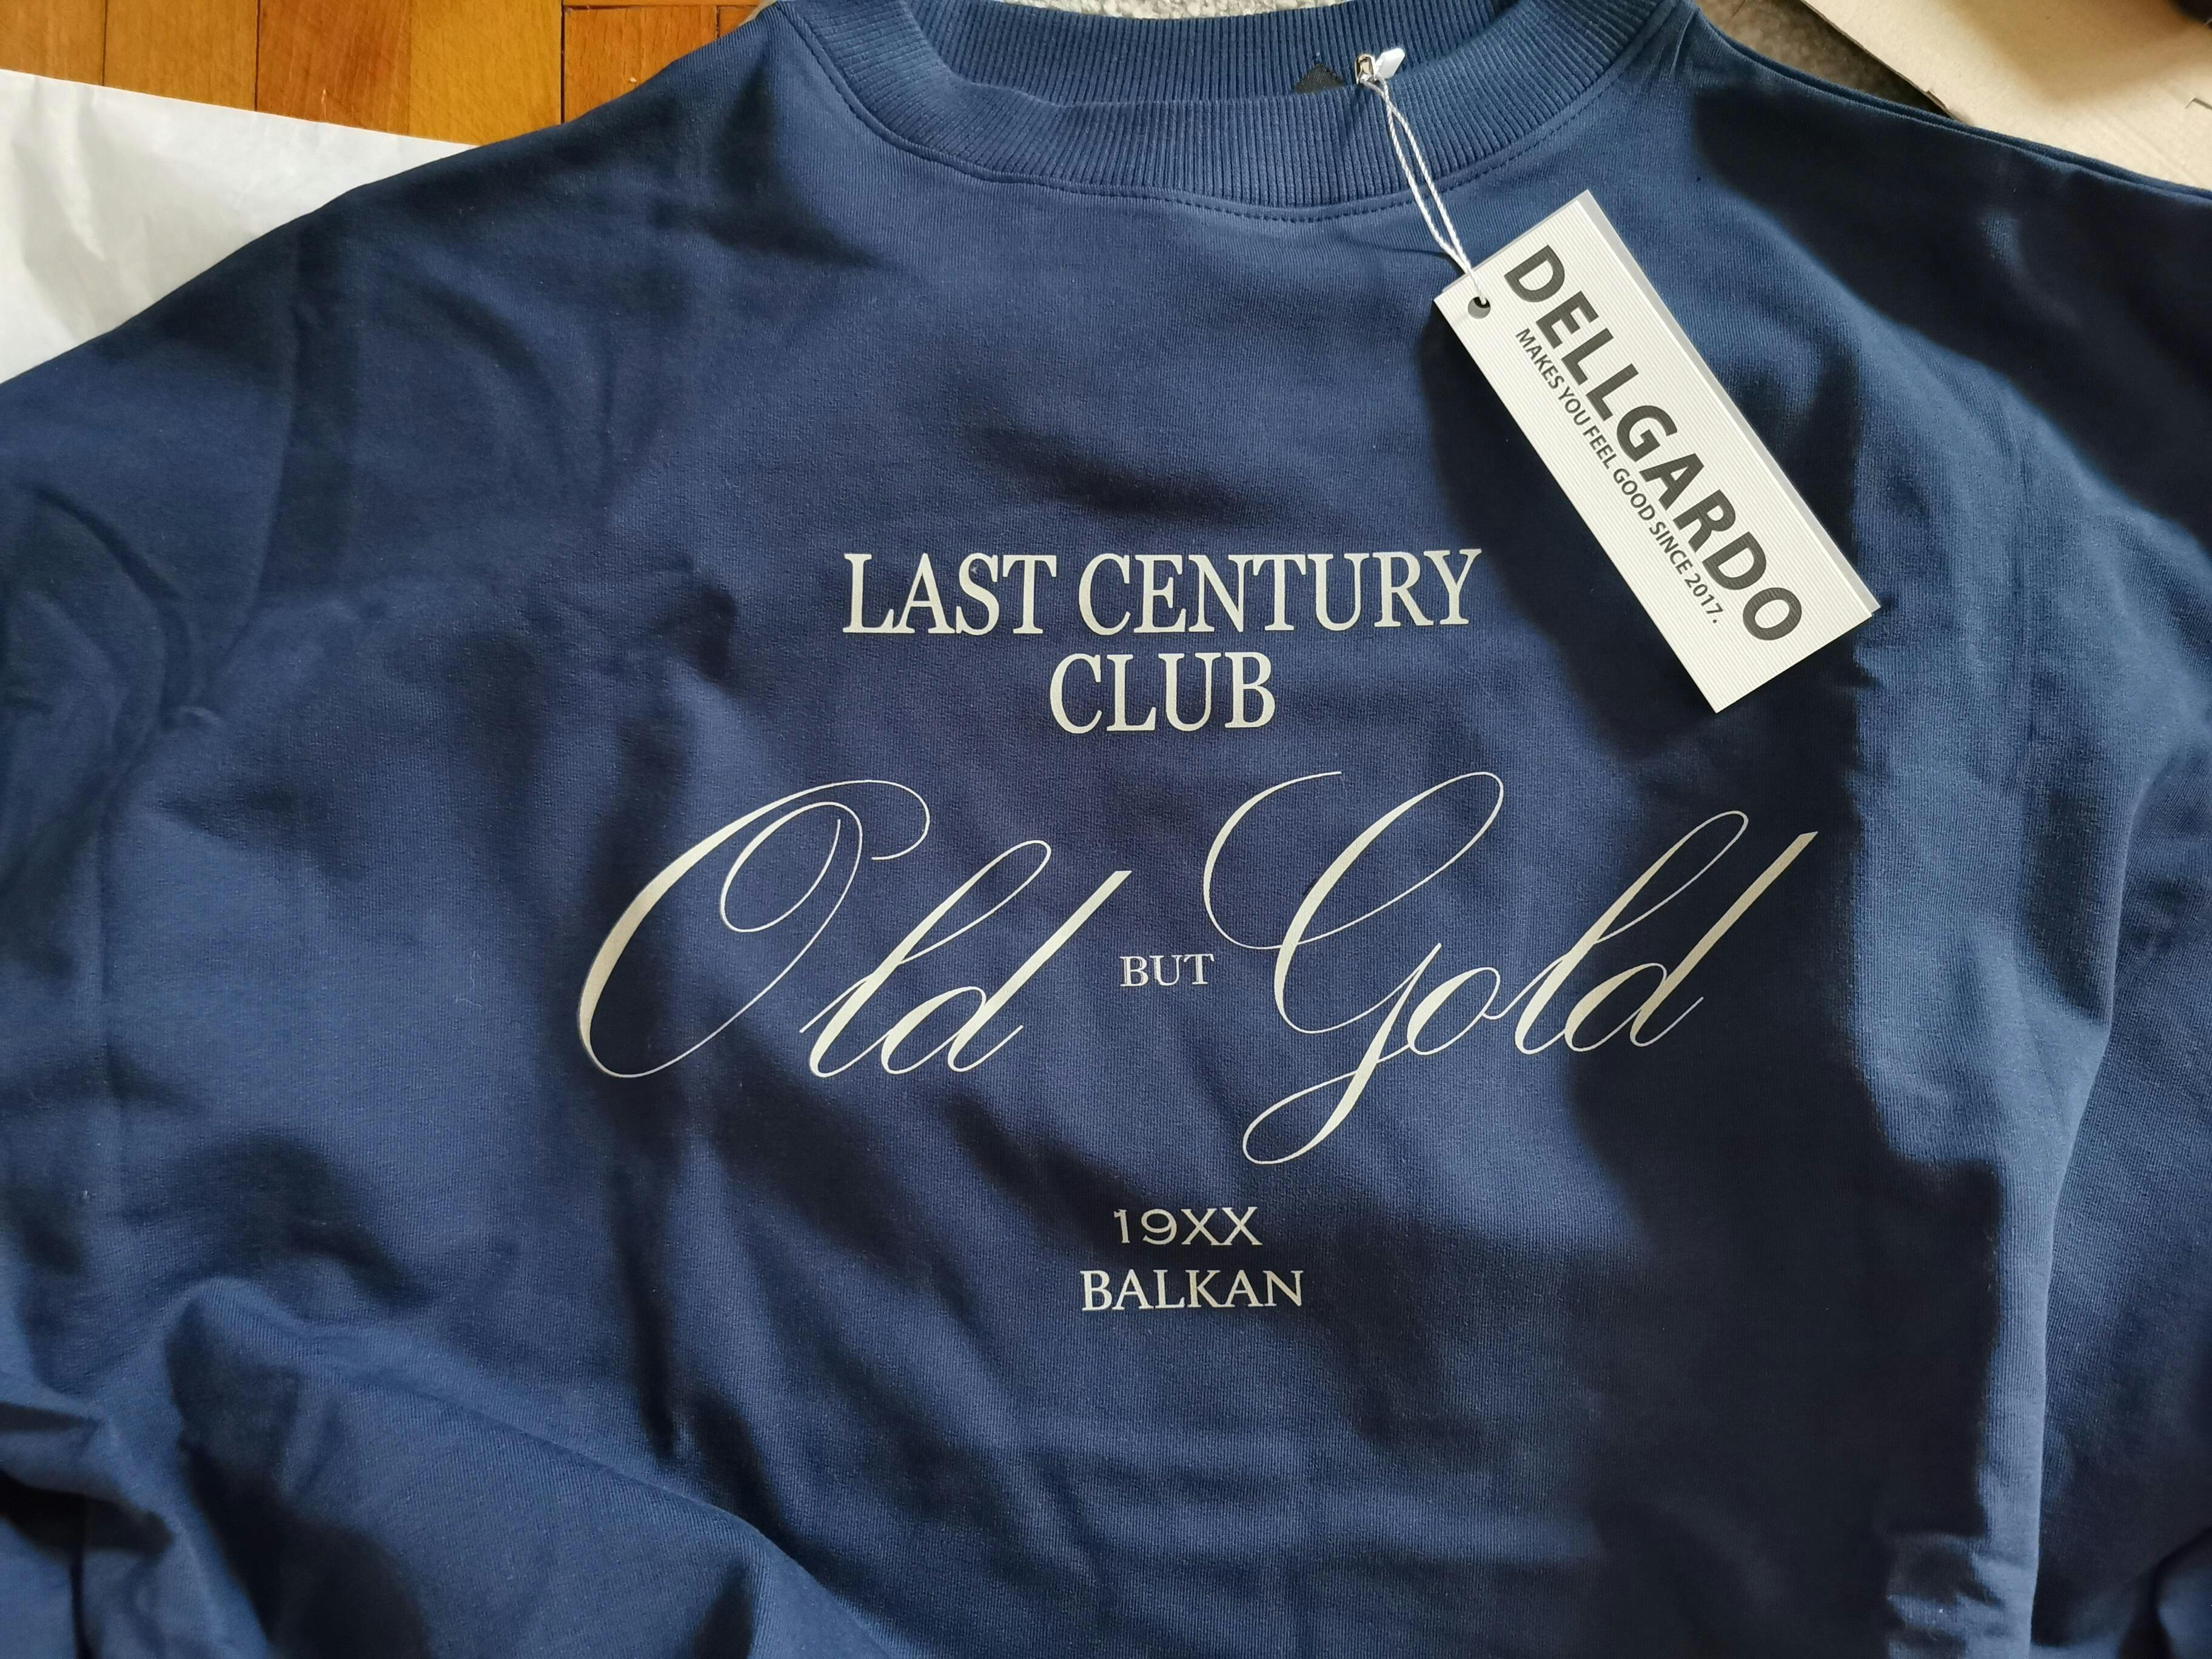 DELLGARDO
MAKES YOU FEEL GOOD SINCE 2017.
LAST CENTURY
CLUB
Old BUT Gold
19XX
BALKAN